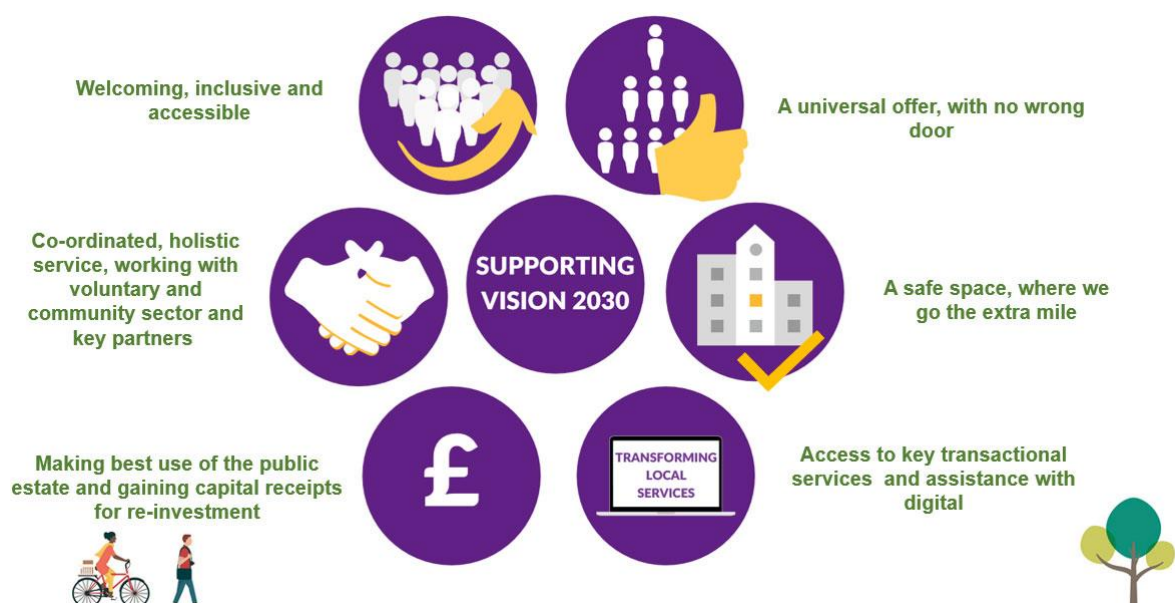 Welcoming, inclusive and
accessible
A universal offer, with no wrong
door
Co-ordinated, holistic
service, working with
voluntary and
community sector and
key partners
SUPPORTING
VISION 2030
A safe space, where we
go the extra mile
Making best use of the public
estate and gaining capital receipts
for re-investment
£
TRANSFORMING
LOCAL
SERVICES
Access to key transactional
services and assistance with
digital